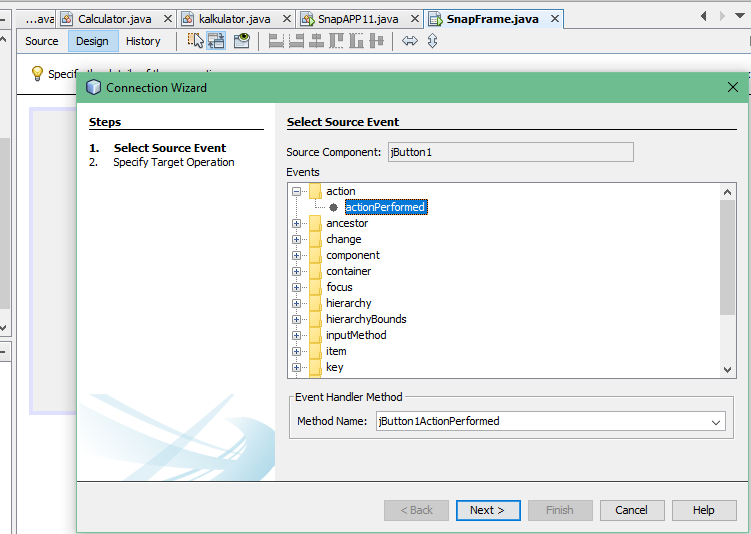 ...ava Calculator.java kalkulator.java SnapAPP11.java SnapFrame.java
Source Design History
Connection Wizard
Steps
1. Select Source Event
2. Specify Target Operation
Select Source Event
Source Component: jButton1
Events
action
actionPerformed
ancestor
change
component
container
focus
hierarchy
hierarchyBounds
inputMethod
item
key
Event Handler Method
Method Name: jButton1ActionPerformed
< Back Next > Finish Cancel Help